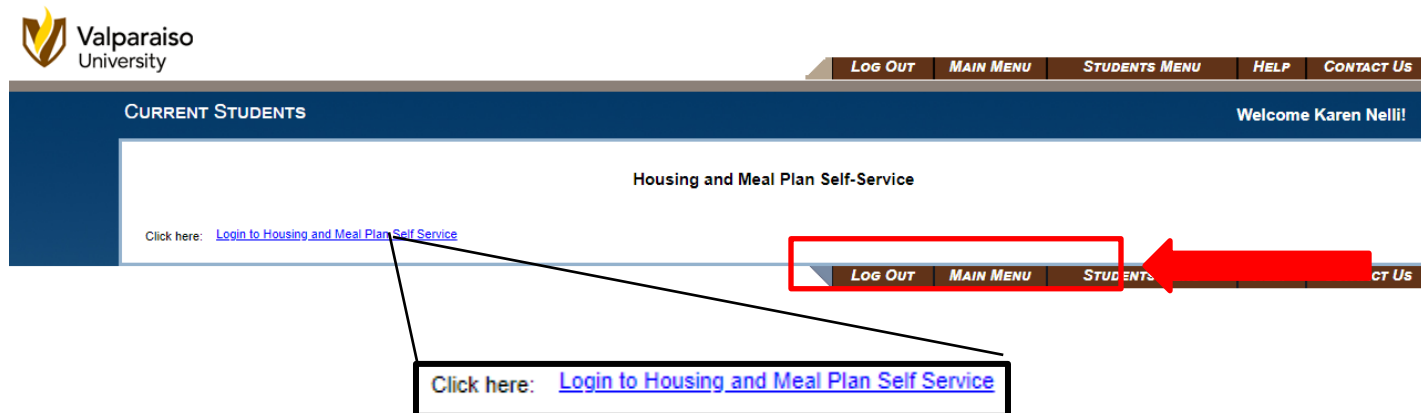 Valparaiso
University
LOG OUT MAIN MENU STUDENTS MENU HELP CONTACT US
CURRENT STUDENTS Welcome Karen Nelli!
Housing and Meal Plan Self-Service
Click here: Login to Housing and Meal Plan Self Service
LOG OUT MAIN MENU STUDENTS CT US
Click here: Login to Housing and Meal Plan Self Service